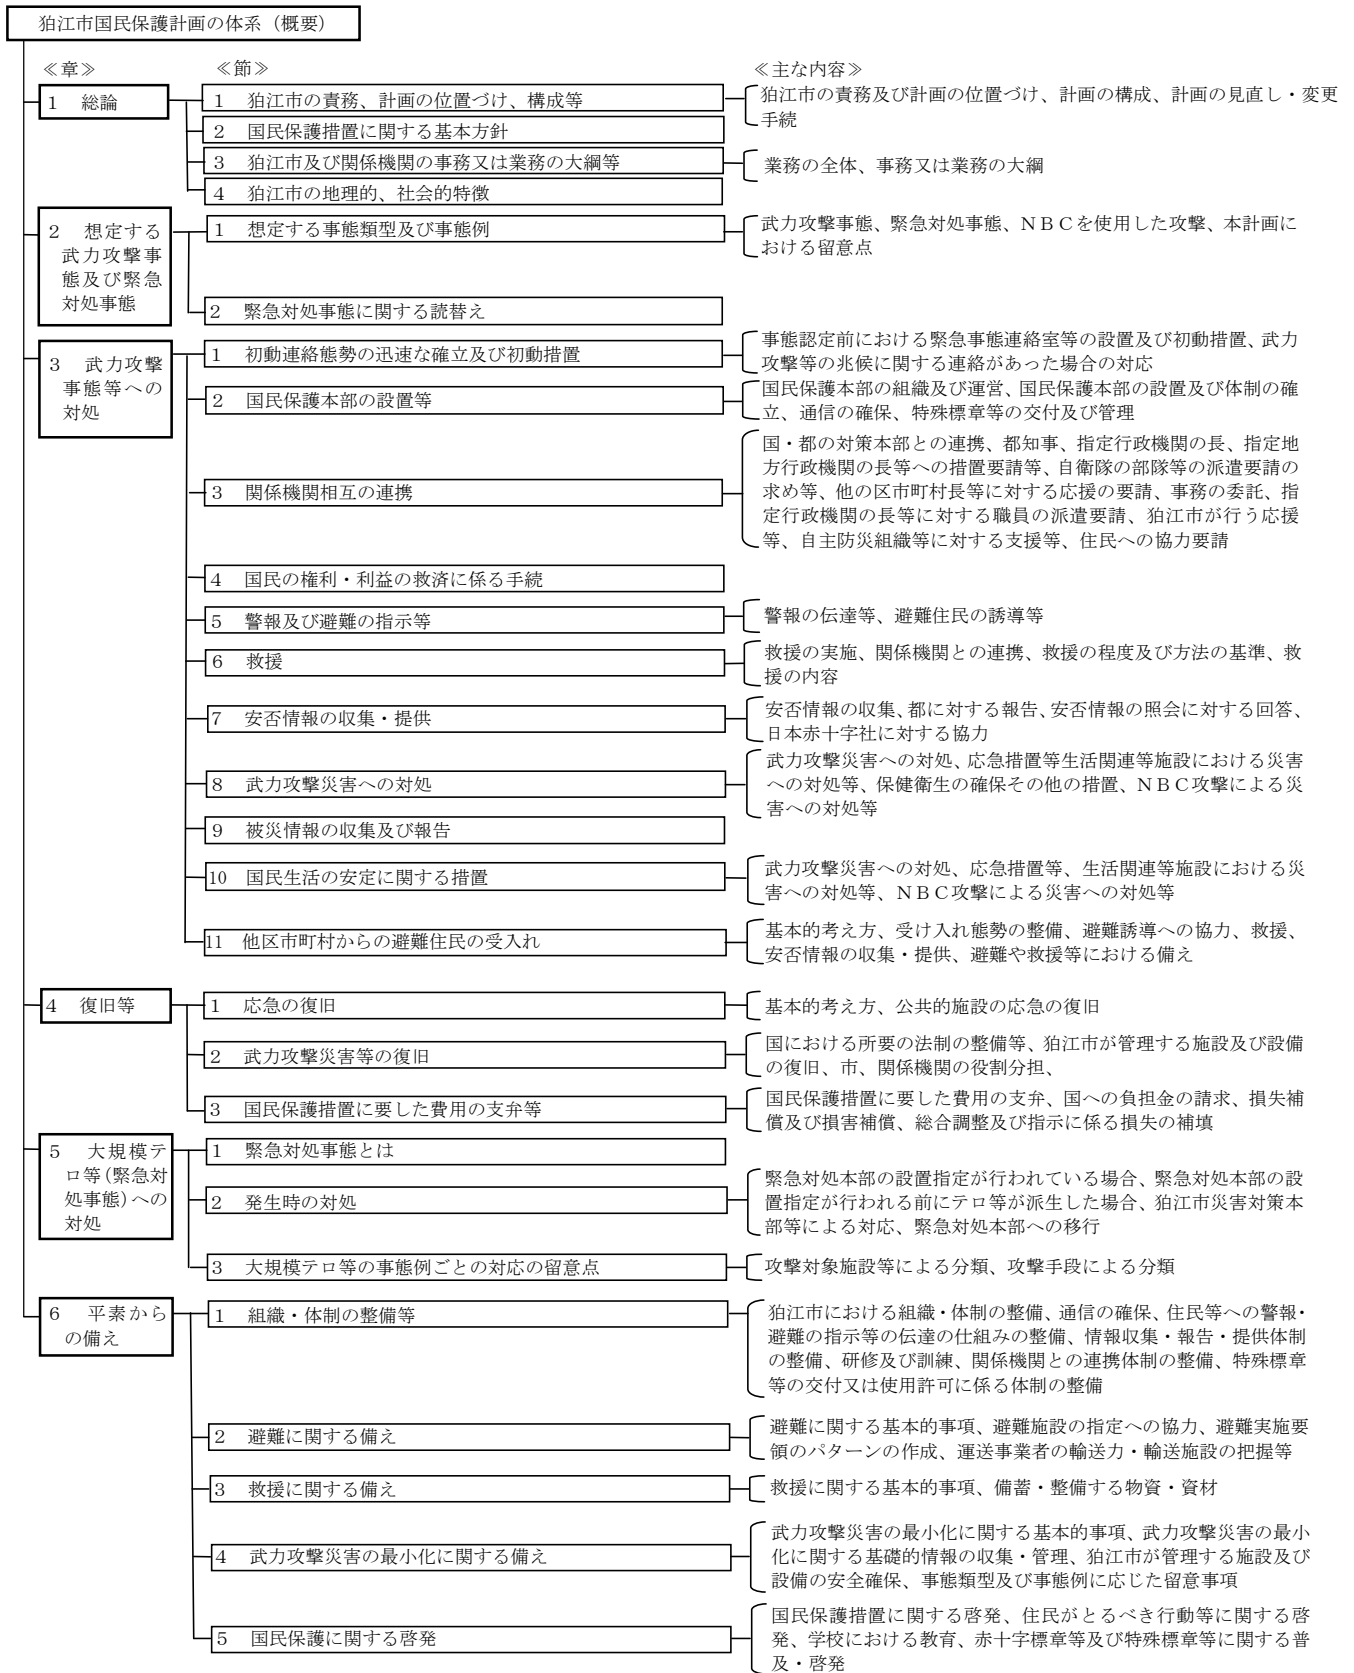 狛江市国民保護計画の体系（概要）
≪章≫
≪節≫
≪主な内容≫
1　総論
1　狛江市の責務、計画の位置づけ、構成等
狛江市の責務及び計画の位置づけ、計画の構成、計画の見直し・変更
手続
2　国民保護措置に関する基本方針
3　狛江市及び関係機関の事務又は業務の大綱等
業務の全体、事務又は業務の大綱
4　狛江市の地理的、社会的特徴
2　想定する
武力攻撃事
態及び緊急
対処事態
1　想定する事態類型及び事態例
武力攻撃事態、緊急対処事態、ＮＢＣを使用した攻撃、本計画に
おける留意点
2　緊急対処事態に関する読替え
3　武力攻撃
事態等への
対処
1　初動連絡態勢の迅速な確立及び初動措置
事態認定前における緊急事態連絡室等の設置及び初動措置、武力
攻撃等の兆候に関する連絡があった場合の対応
2　国民保護本部の設置等
国民保護本部の組織及び運営、国民保護本部の設置及び体制の確
立、通信の確保、特殊標章等の交付及び管理
3　関係機関相互の連携
国・都の対策本部との連携、都知事、指定行政機関の長、指定地
方行政機関の長等への措置要請等、自衛隊の部隊等の派遣要請の
求め等、他の区市町村長等に対する応援の要請、事務の委託、指
定行政機関の長等に対する職員の派遣要請、狛江市が行う応援
等、自主防災組織等に対する支援等、住民への協力要請
4　国民の権利・利益の救済に係る手続
5　警報及び避難の指示等
警報の伝達等、避難住民の誘導等
6　救援
救援の実施、関係機関との連携、救援の程度及び方法の基準、救
援の内容
7　安否情報の収集・提供
安否情報の収集、都に対する報告、安否情報の照会に対する回答、
日本赤十字社に対する協力
8　武力攻撃災害への対処
武力攻撃災害への対処、応急措置等生活関連等施設における災害
への対処等、保健衛生の確保その他の措置、ＮＢＣ攻撃による災
害への対処等
9　被災情報の収集及び報告
10　国民生活の安定に関する措置
武力攻撃災害への対処、応急措置等、生活関連等施設における災
害への対処等、ＮＢＣ攻撃による災害への対処等
11　他区市町村からの避難住民の受入れ
基本的考え方、受け入れ態勢の整備、避難誘導への協力、救援、
安否情報の収集・提供、避難や救援等における備え
4　復旧等
1　応急の復旧
基本的考え方、公共的施設の応急の復旧
2　武力攻撃災害等の復旧
国における所要の法制の整備等、狛江市が管理する施設及び設備
の復旧、市、関係機関の役割分担、
3　国民保護措置に要した費用の支弁等
国民保護措置に要した費用の支弁、国への負担金の請求、損失補
償及び損害補償、総合調整及び指示に係る損失の補填
5　大規模テ
ロ等（緊急対
処事態）への
対処
1　緊急対処事態とは
2　発生時の対処
緊急対処本部の設置指定が行われている場合、緊急対処本部の設
置指定が行われる前にテロ等が派生した場合、狛江市災害対策本
部等による対応、緊急対処本部への移行
3　大規模テロ等の事態例ごとの対応の留意点
攻撃対象施設等による分類、攻撃手段による分類
6　平素から
の備え
1　組織・体制の整備等
狛江市における組織・体制の整備、通信の確保、住民等への警報・
避難の指示等の伝達の仕組みの整備、情報収集・報告・提供体制
の整備、研修及び訓練、関係機関との連携体制の整備、特殊標章
等の交付又は使用許可に係る体制の整備
2　避難に関する備え
避難に関する基本的事項、避難施設の指定への協力、避難実施要
領のパターンの作成、運送事業者の輸送力・輸送施設の把握等
3　救援に関する備え
救援に関する基本的事項、備蓄・整備する物資・資材
4　武力攻撃災害の最小化に関する備え
武力攻撃災害の最小化に関する基本的事項、武力攻撃災害の最小
化に関する基礎的情報の収集・管理、狛江市が管理する施設及び
設備の安全確保、事態類型及び事態例に応じた留意事項
5　国民保護に関する啓発
国民保護措置に関する啓発、住民がとるべき行動等に関する啓
発、学校における教育、赤十字標章等及び特殊標章等に関する普
及・啓発